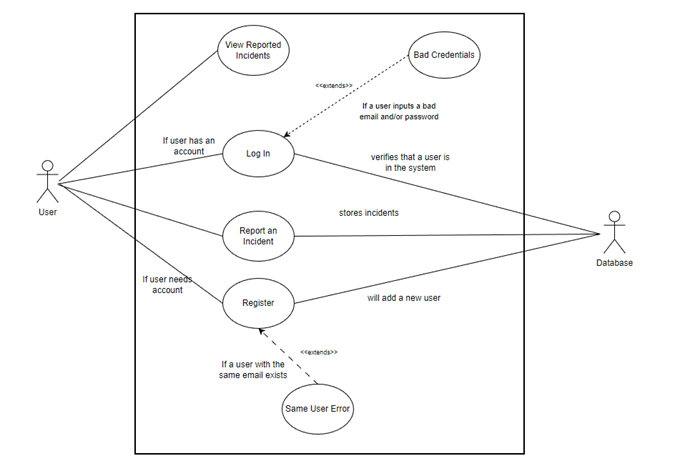 View Reported
Incidents
Bad Credentials
<<extends>>
If a user inputs a bad
email and/or password
If user has an
account
Log In
verifies that a user is
in the system
User
Report an
Incident
stores incidents
Database
If user needs
account
Register
will add a new user
<<extends>>
If a user with the
same email exists
Same User Error